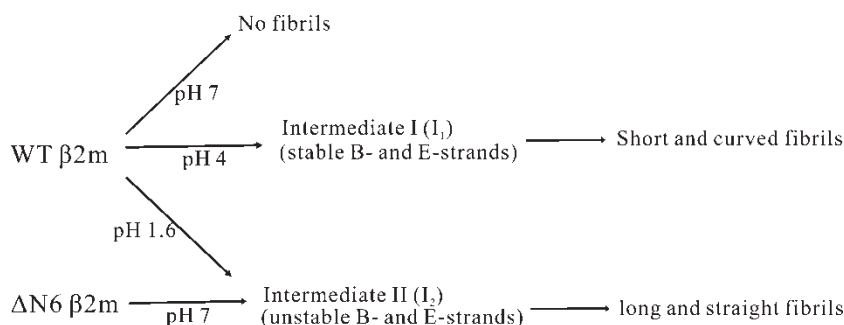 No fibrils
pH 7
WT β2m
pH 4
Intermediate I (I₁)
(stable B- and E-strands)
Short and curved fibrils
pH 1.6
ΔN6 β2m
pH 7
Intermediate II (I₂)
(unstable B- and E-strands)
long and straight fibrils